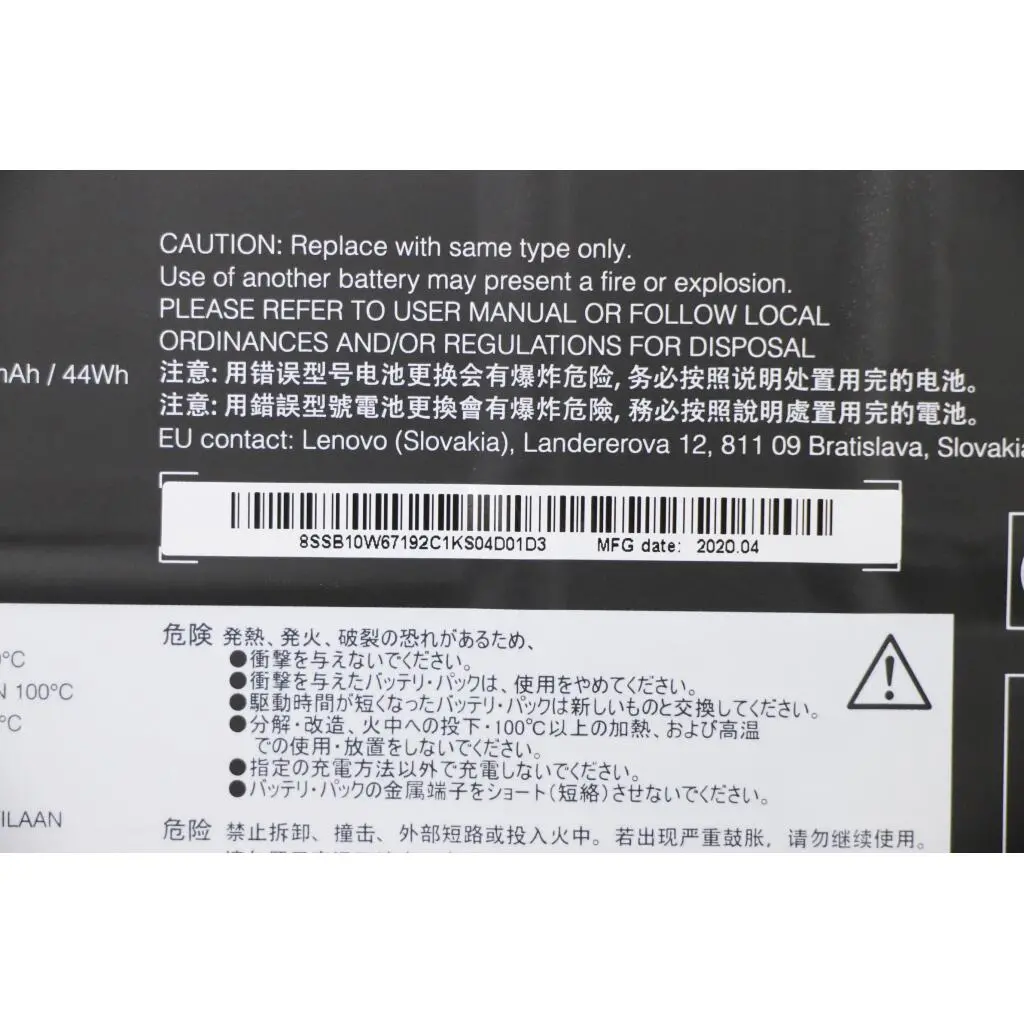 CAUTION: Replace with same type only.
Use of another battery may present a fire or explosion.
PLEASE REFER TO USER MANUAL OR FOLLOW LOCAL
ORDINANCES AND/OR REGULATIONS FOR DISPOSAL
mAh / 44Wh
注意: 用错误型号电池更换会有爆炸危险, 务必按照说明处置用完的电池。
注意: 用錯誤型號電池更換會有爆炸危險, 務必按照說明處置用完的電池。
EU contact: Lenovo (Slovakia), Landererova 12, 811 09 Bratislava, Slovakia
8SSB10W67192C1KS04D01D3 MFG date: 2020.04
危険 発熱、発火、破裂の恐れがあるため、
●衝撃を与えないでください。
●衝撃を与えたバッテリ・パックは、使用をやめてください。
●駆動時間が短くなったバッテリ・パックは新しいものと交換してください。
●分解・改造、火中への投下・100℃以上の加熱、および高温
での使用・放置をしないでください。
●指定の充電方法以外で充電しないでください。
●バッテリ・パックの金属端子をショート(短絡)させないでください。
危险 禁止拆卸、撞击、外部短路或投入火中。若出现严重鼓胀，请勿继续使用。
°C
N 100°C
°C
ILAAN